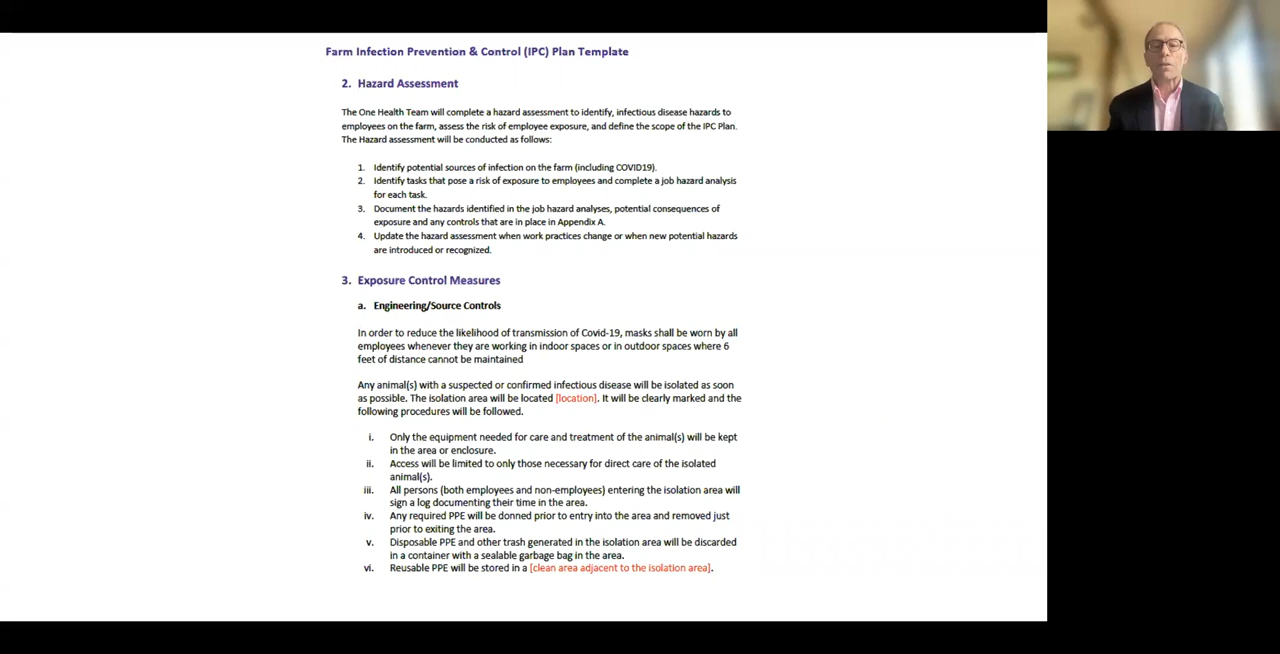 Farm Infection Prevention & Control (IPC) Plan Template
2. Hazard Assessment
The One Health Team will complete a hazard assessment to identify, infectious disease hazards to
employees on the farm, assess the risk of employee exposure, and define the scope of the IPC Plan.
The Hazard assessment will be conducted as follows:
1. Identify potential sources of infection on the farm (including COVID19).
2. Identify tasks that pose a risk of exposure to employees and complete a job hazard analysis
for each task.
3. Document the hazards identified in the job hazard analyses, potential consequences of
exposure and any controls that are in place in Appendix A.
4. Update the hazard assessment when work practices change or when new potential hazards
are introduced or recognized.
3. Exposure Control Measures
a. Engineering/Source Controls
In order to reduce the likelihood of transmission of Covid-19, masks shall be worn by all
employees whenever they are working in indoor spaces or in outdoor spaces where 6
feet of distance cannot be maintained
Any animal(s) with a suspected or confirmed infectious disease will be isolated as soon
as possible. The isolation area will be located [location]. It will be clearly marked and the
following procedures will be followed.
i. Only the equipment needed for care and treatment of the animal(s) will be kept
in the area or enclosure.
ii. Access will be limited to only those necessary for direct care of the isolated
animal(s).
iii. All persons (both employees and non-employees) entering the isolation area will
sign a log documenting their time in the area.
iv. Any required PPE will be donned prior to entry into the area and removed just
prior to exiting the area.
v. Disposable PPE and other trash generated in the isolation area will be discarded
in a container with a sealable garbage bag in the area.
vi. Reusable PPE will be stored in a [clean area adjacent to the isolation area].